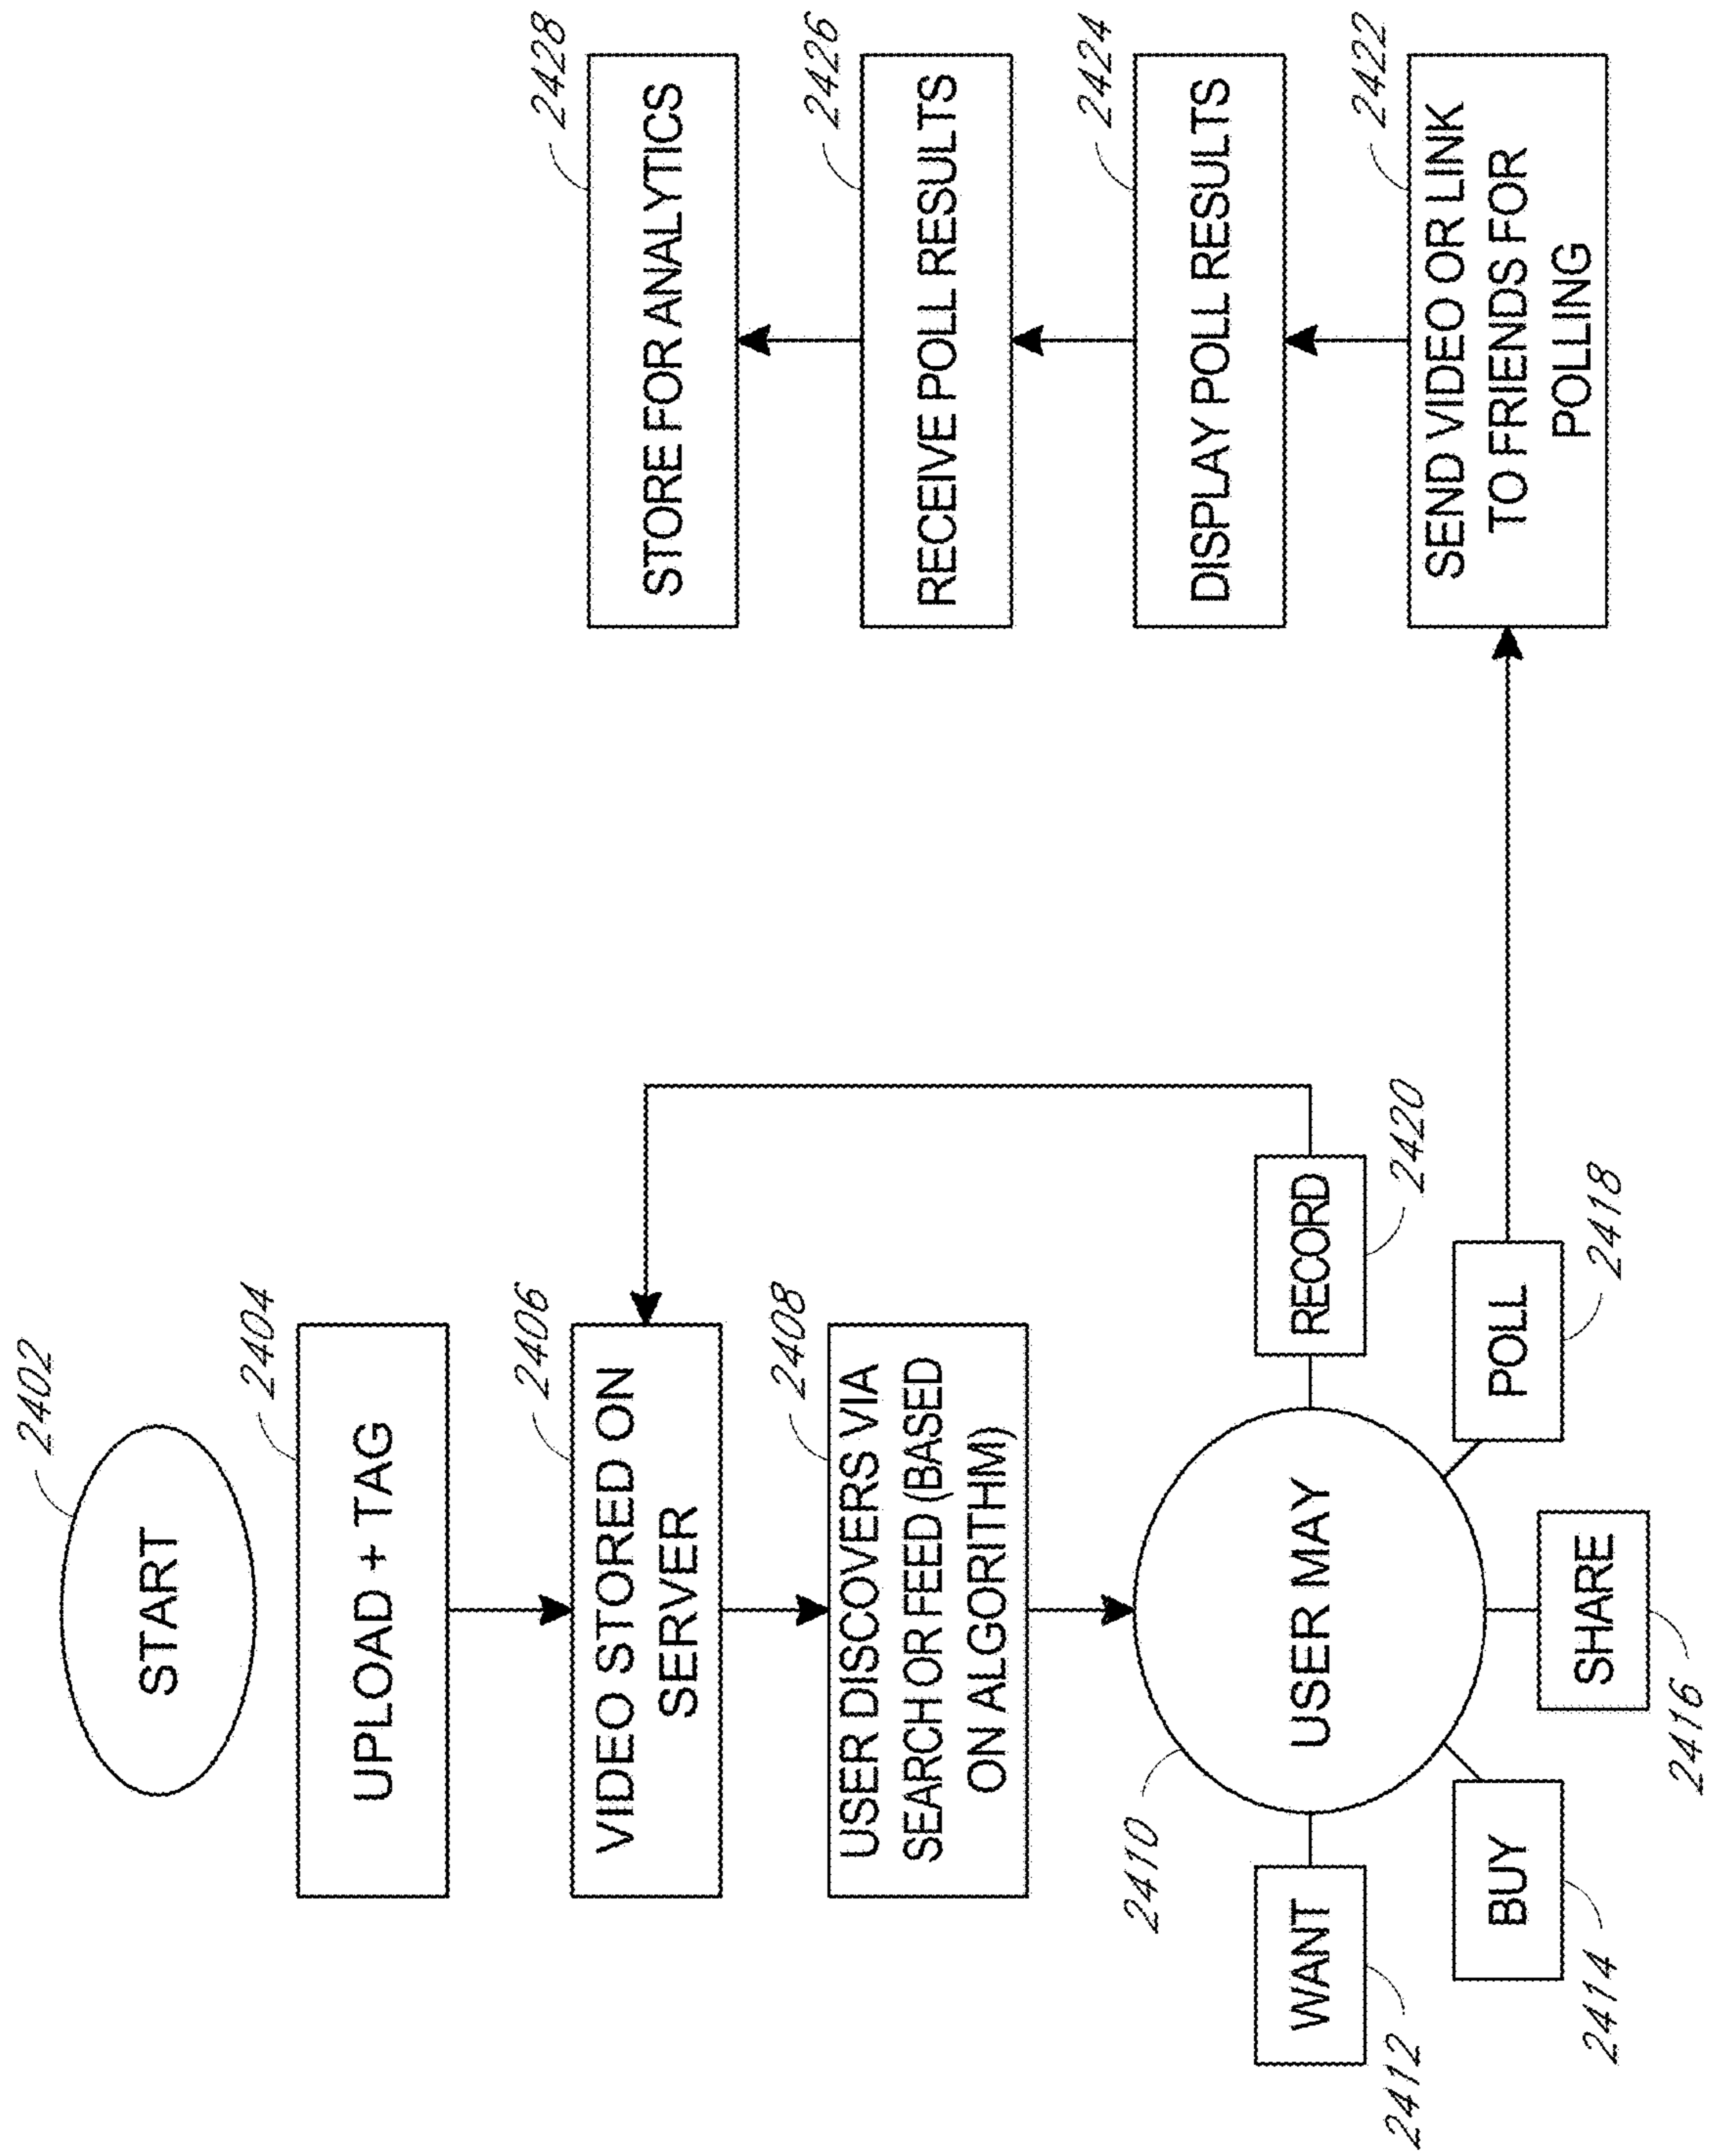 2402
START
2404
UPLOAD + TAG
2406
VIDEO STORED ON
SERVER
2408
USER DISCOVERS VIA
SEARCH OR FEED (BASED
ON ALGORITHM)
2410
USER MAY
WANT
2412
BUY
2414
SHARE
2416
POLL
2418
RECORD
2420
2422
SEND VIDEO OR LINK
TO FRIENDS FOR
POLLING
2424
DISPLAY POLL RESULTS
2426
RECEIVE POLL RESULTS
2428
STORE FOR ANALYTICS